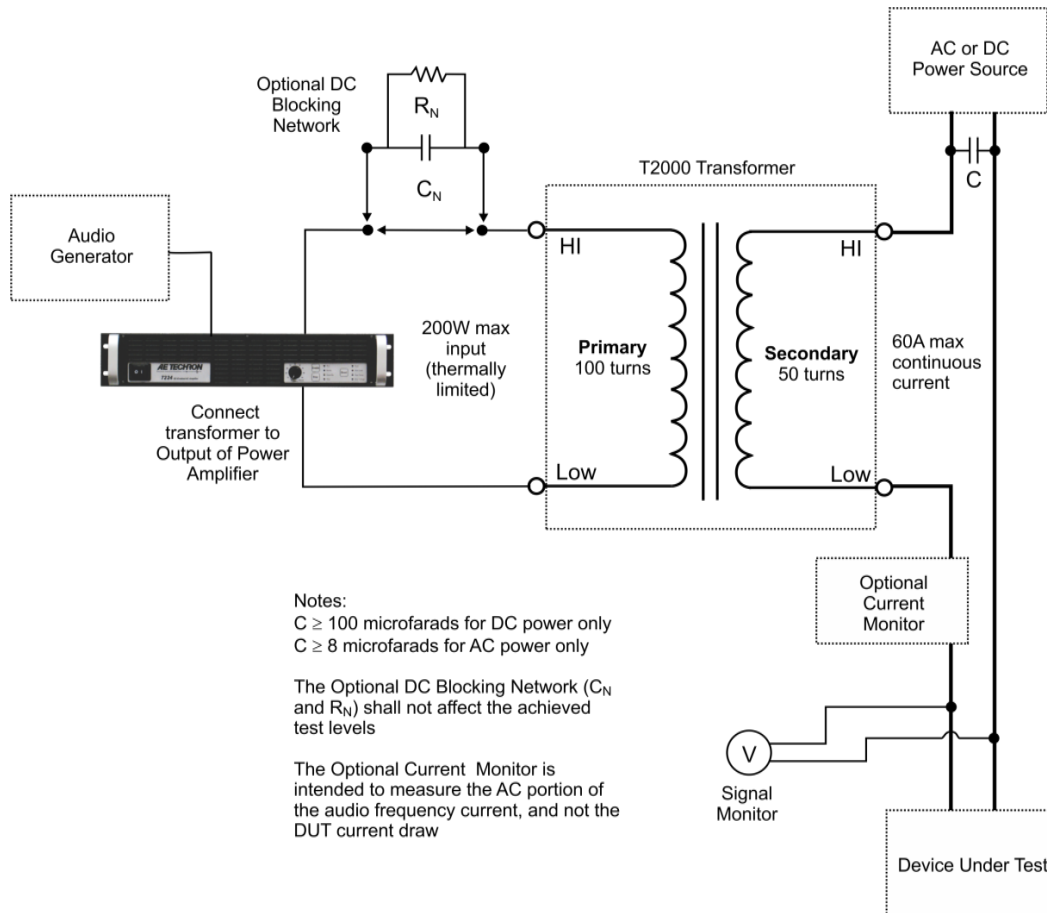 AC or DC
Power Source
Optional DC
Blocking
Network
R_N
C_N
C
T2000 Transformer
Audio
Generator
HI
HI
200W max
input
(thermally
limited)
Primary
100 turns
Secondary
50 turns
60A max
continuous
current
AE TECHRON
Connect
transformer to
Output of Power
Amplifier
Low
Low
Optional
Current
Monitor
Notes:
C ≥ 100 microfarads for DC power only
C ≥ 8 microfarads for AC power only
The Optional DC Blocking Network (C_N
and R_N) shall not affect the achieved
test levels
The Optional Current Monitor is
intended to measure the AC portion of
the audio frequency current, and not the
DUT current draw
V
Signal
Monitor
Device Under Test